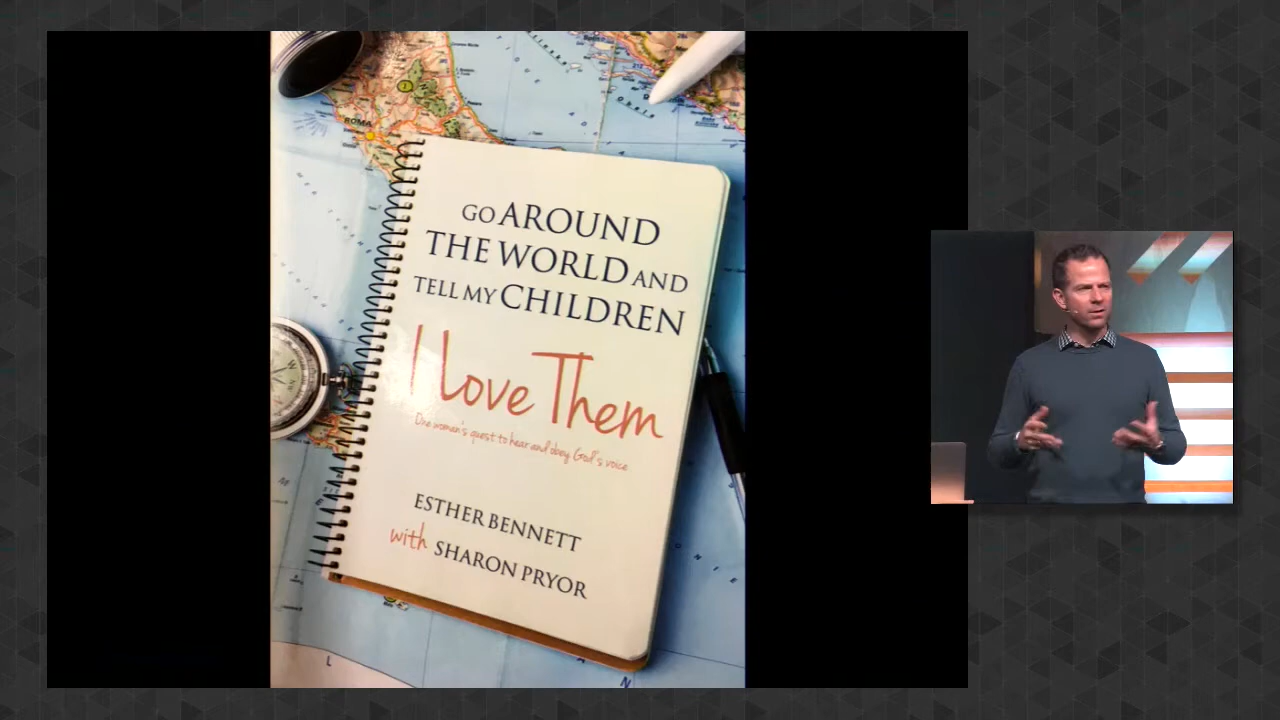 ROMA
GO AROUND
THE WORLD AND
TELL MY CHILDREN
I Love Them
One woman's quest to hear and obey God's voice
ESTHER BENNETT
with SHARON PRYOR